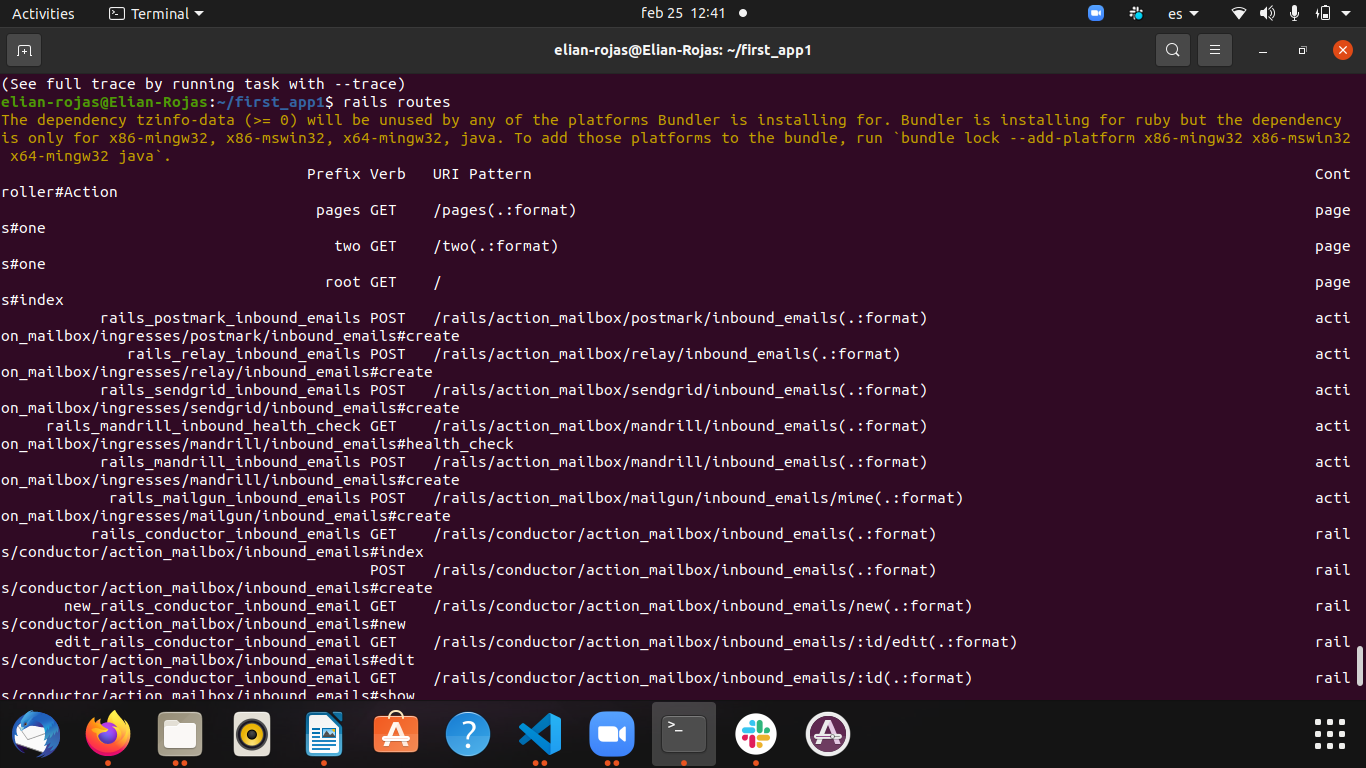 Activities Terminal feb 25 12:41 es
elian-rojas@Elian-Rojas: ~/first_app1
(See full trace by running task with --trace)
elian-rojas@Elian-Rojas:~/first_app1$ rails routes
The dependency tzinfo-data (>= 0) will be unused by any of the platforms Bundler is installing for. Bundler is installing for ruby but the dependency
is only for x86-mingw32, x86-mswin32, x64-mingw32, java. To add those platforms to the bundle, run `bundle lock --add-platform x86-mingw32 x86-mswin32
x64-mingw32 java`.
Prefix Verb URI Pattern Cont
roller#Action
pages GET /pages(.:format) page
s#one
two GET /two(.:format) page
s#one
root GET / page
s#index
rails_postmark_inbound_emails POST /rails/action_mailbox/postmark/inbound_emails(.:format) acti
on_mailbox/ingresses/postmark/inbound_emails#create
rails_relay_inbound_emails POST /rails/action_mailbox/relay/inbound_emails(.:format) acti
on_mailbox/ingresses/relay/inbound_emails#create
rails_sendgrid_inbound_emails POST /rails/action_mailbox/sendgrid/inbound_emails(.:format) acti
on_mailbox/ingresses/sendgrid/inbound_emails#create
rails_mandrill_inbound_health_check GET /rails/action_mailbox/mandrill/inbound_emails(.:format) acti
on_mailbox/ingresses/mandrill/inbound_emails#health_check
rails_mandrill_inbound_emails POST /rails/action_mailbox/mandrill/inbound_emails(.:format) acti
on_mailbox/ingresses/mandrill/inbound_emails#create
rails_mailgun_inbound_emails POST /rails/action_mailbox/mailgun/inbound_emails/mime(.:format) acti
on_mailbox/ingresses/mailgun/inbound_emails#create
rails_conductor_inbound_emails GET /rails/conductor/action_mailbox/inbound_emails(.:format) rail
s/conductor/action_mailbox/inbound_emails#index
POST /rails/conductor/action_mailbox/inbound_emails(.:format) rail
s/conductor/action_mailbox/inbound_emails#create
new_rails_conductor_inbound_email GET /rails/conductor/action_mailbox/inbound_emails/new(.:format) rail
s/conductor/action_mailbox/inbound_emails#new
edit_rails_conductor_inbound_email GET /rails/conductor/action_mailbox/inbound_emails/:id/edit(.:format) rail
s/conductor/action_mailbox/inbound_emails#edit
rails_conductor_inbound_email GET /rails/conductor/action_mailbox/inbound_emails/:id(.:format) rail
s/conductor/action_mailbox/inbound_emails#show